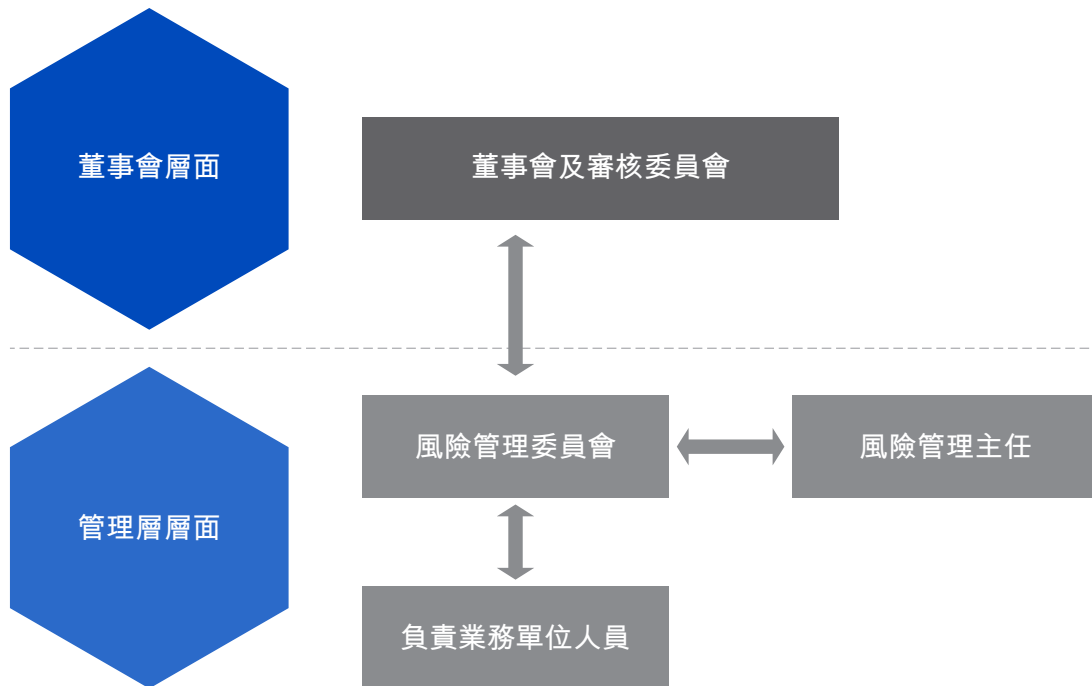 董事會層面
董事會及審核委員會
風險管理委員會
風險管理主任
管理層層面
負責業務單位人員